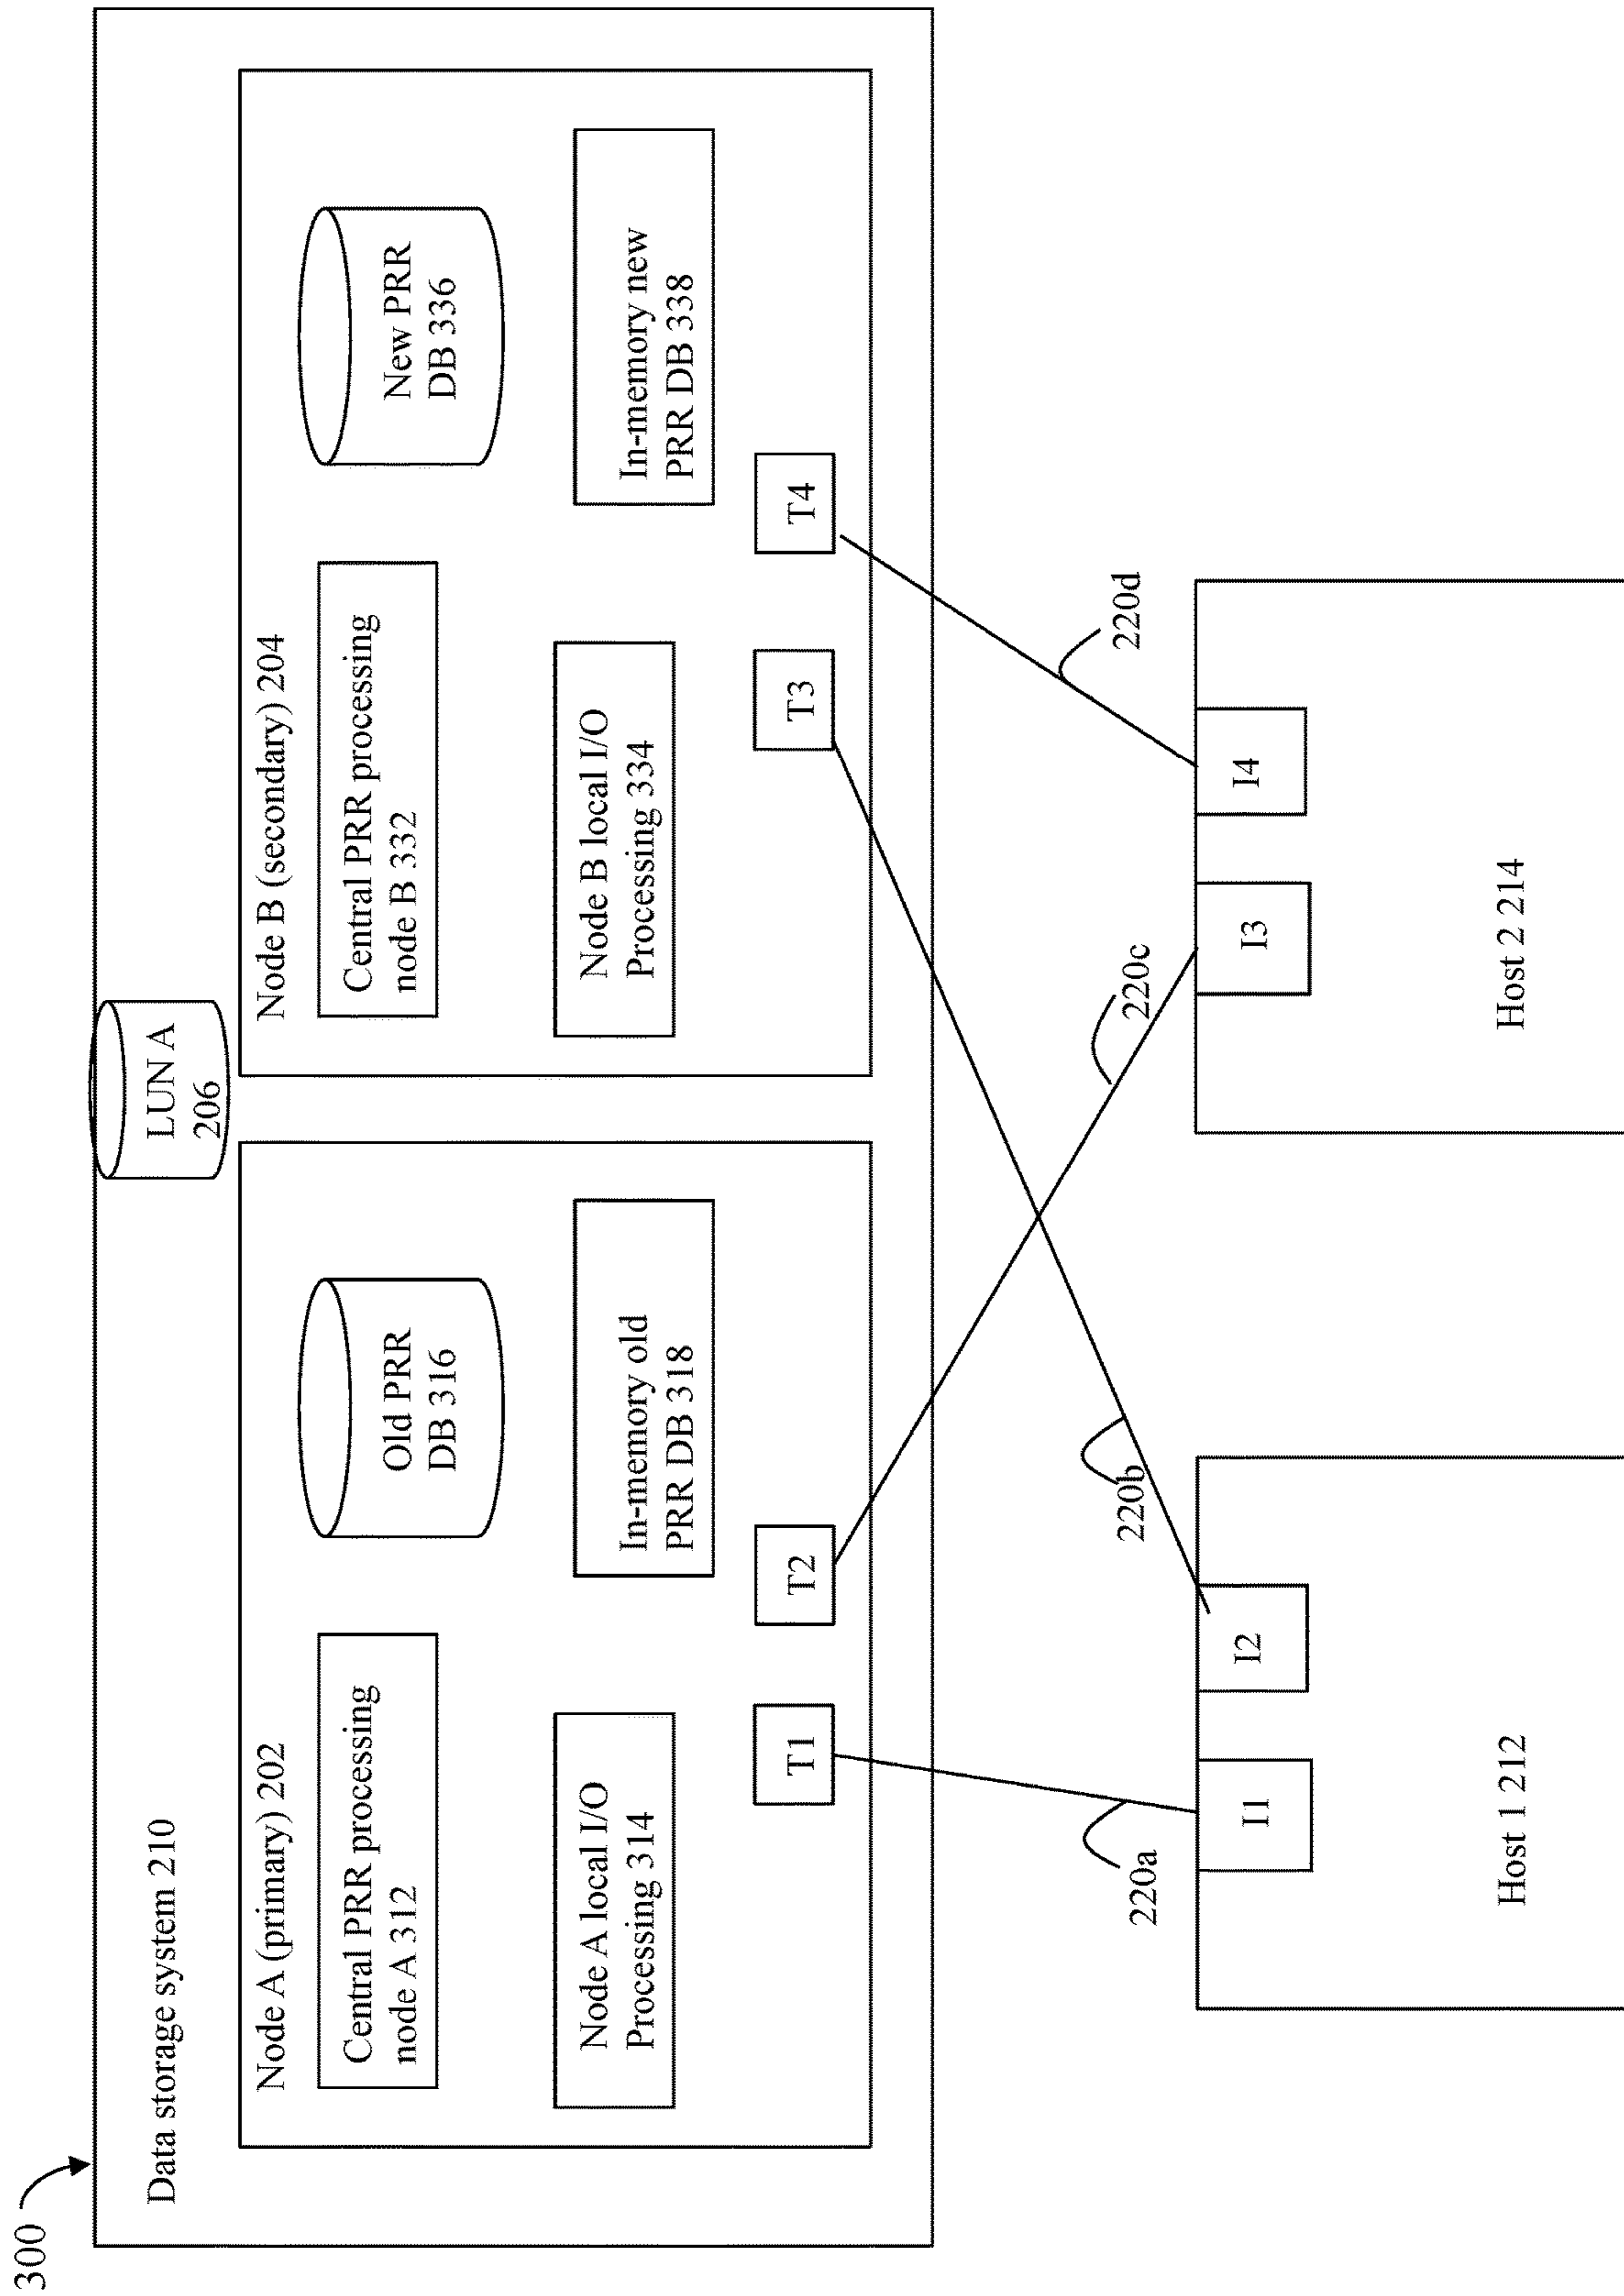 300
Data storage system 210
LUN A
206
Node A (primary) 202
Central PRR processing
node A 312
Old PRR
DB 316
Node A local I/O
Processing 314
In-memory old
PRR DB 318
T1
T2
Node B (secondary) 204
Central PRR processing
node B 332
New PRR
DB 336
Node B local I/O
Processing 334
In-memory new
PRR DB 338
T3
T4
220a
220b
220c
220d
I1
I2
Host 1 212
I3
I4
Host 2 214